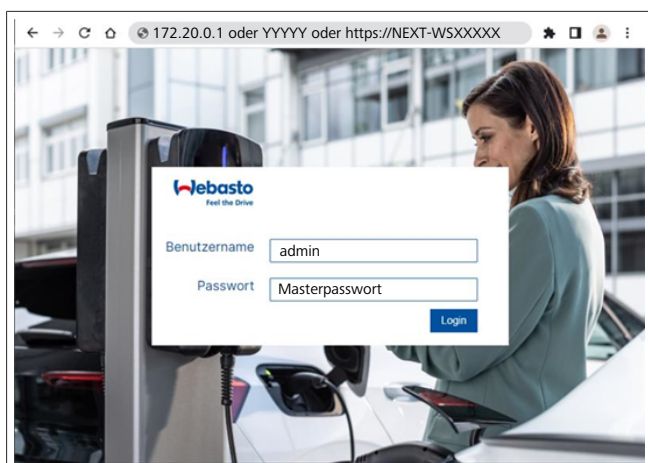 172.20.0.1 oder YYYYY oder https://NEXT-WSXXXXX
Webasto
Feel the Drive
Benutzername
admin
Passwort
Masterpasswort
Login